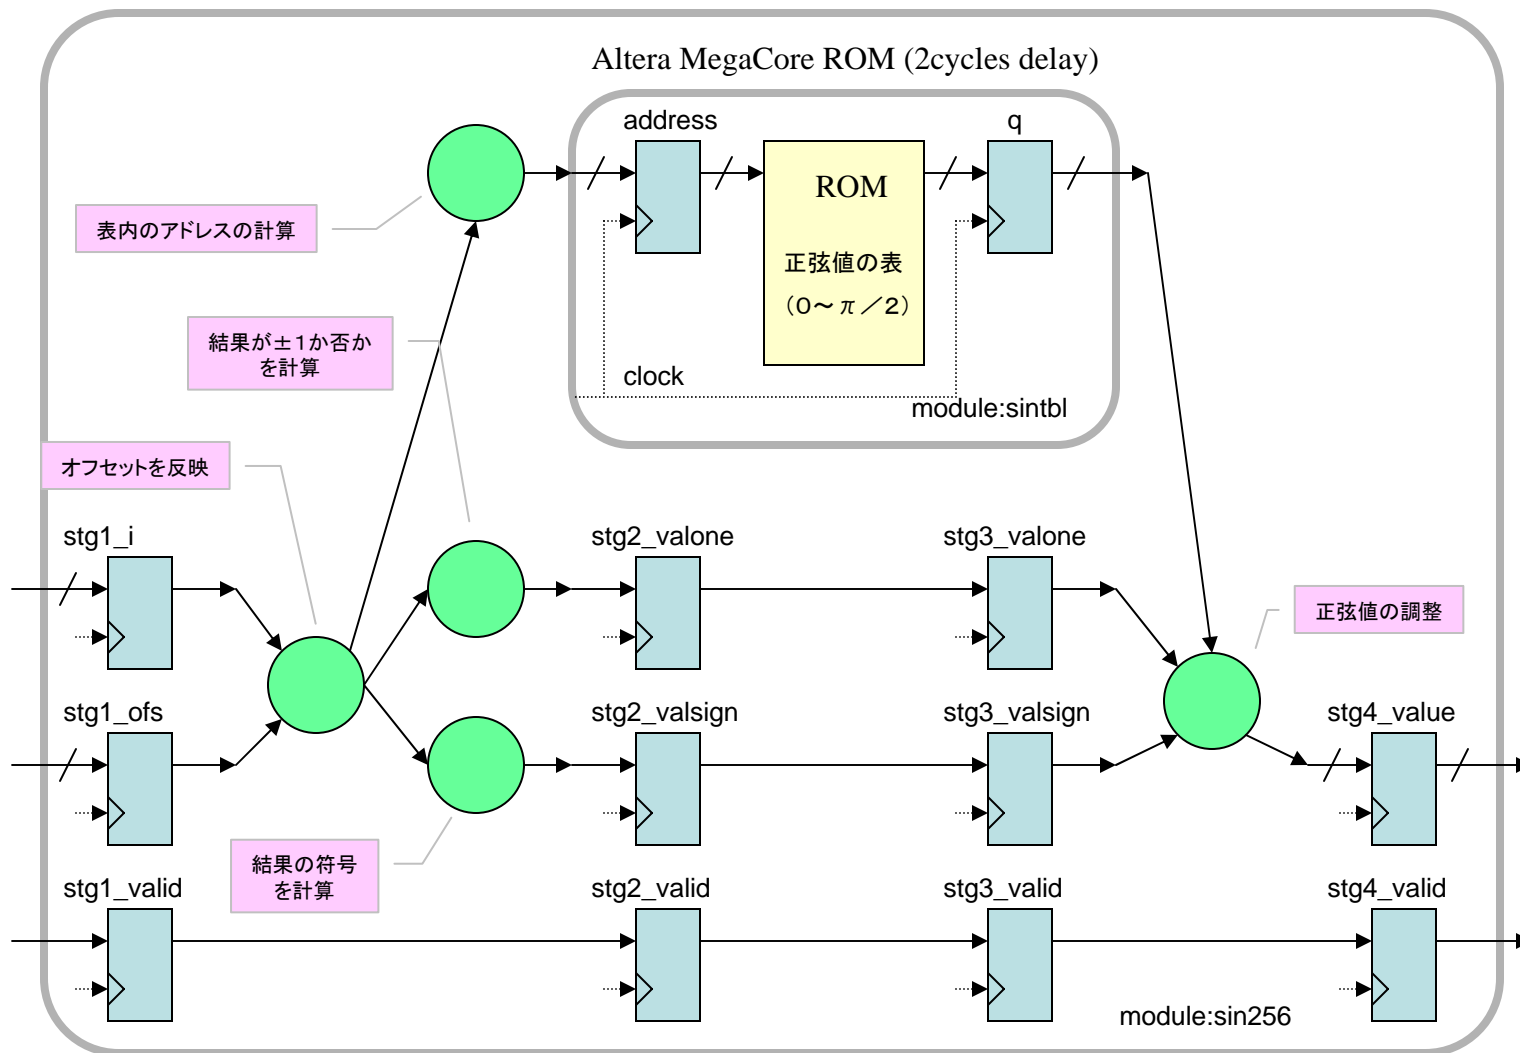 Altera MegaCore ROM (2cycles delay)
address
q
ROM
表内のアドレスの計算
正弦値の表
(0～π／2)
結果が±1か否か
を計算
clock
module:sintbl
オフセットを反映
stg1_i
stg2_valone
stg3_valone
正弦値の調整
stg1_ofs
stg2_valsign
stg3_valsign
stg4_value
結果の符号
を計算
stg1_valid
stg2_valid
stg3_valid
stg4_valid
module:sin256